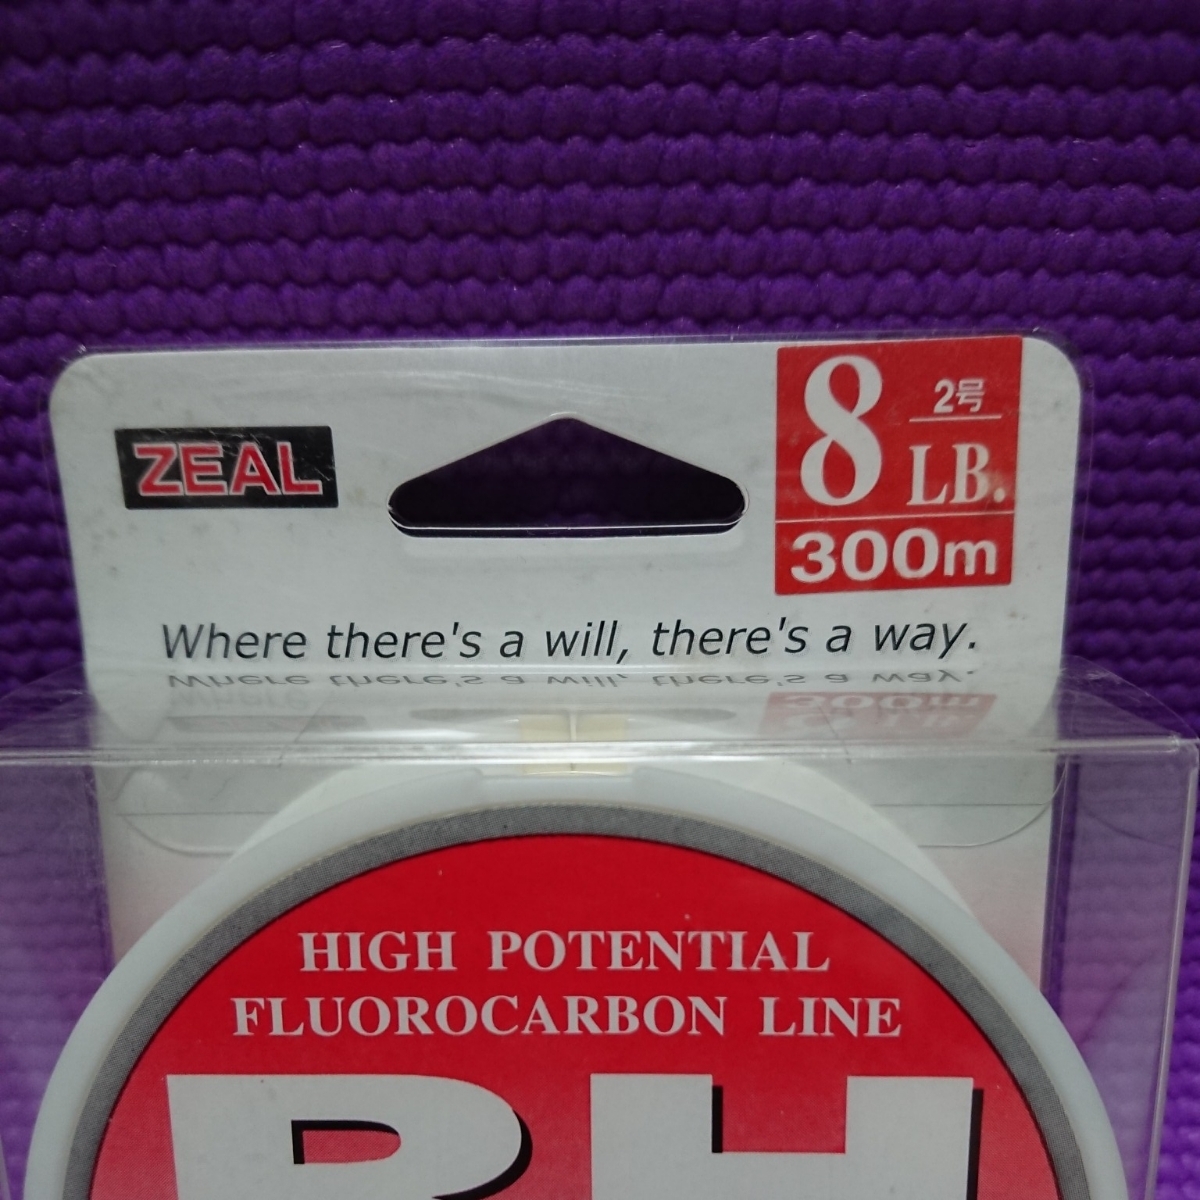 ZEAL
8 2号
LB.
300m
Where there's a will, there's a way.
HIGH POTENTIAL
FLUOROCARBON LINE